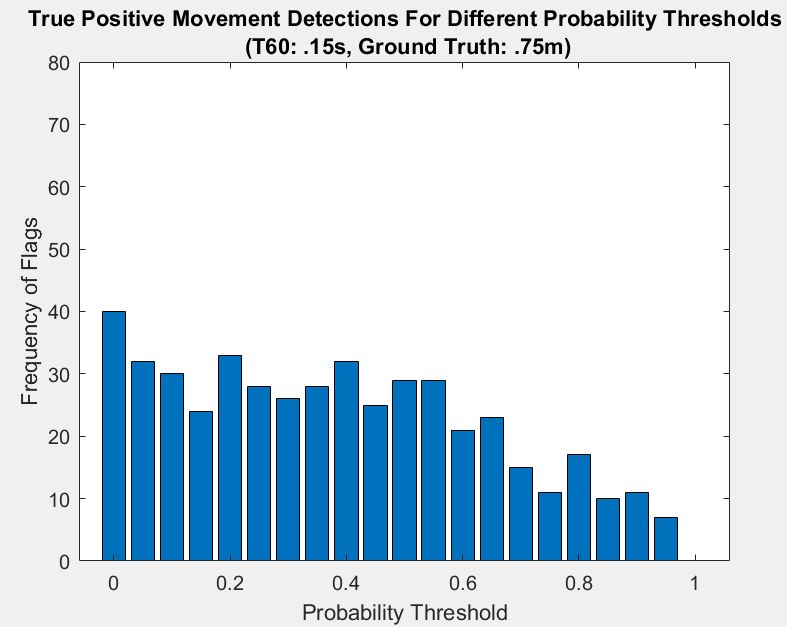 True Positive Movement Detections For Different Probability Thresholds
(T60: .15s, Ground Truth: .75m)
80
70
60
50
40
30
20
10
0
Frequency of Flags
0 0.2 0.4 0.6 0.8 1
Probability Threshold